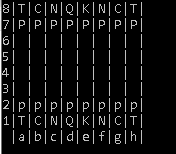 8|T|C|N|Q|K|N|C|T|
7|P|P|P|P|P|P|P|P|
6| | | | | | | | |
5| | | | | | | | |
4| | | | | | | | |
3| | | | | | | | |
2|p|p|p|p|p|p|p|p|
1|T|C|N|Q|K|N|C|T|
|a|b|c|d|e|f|g|h|